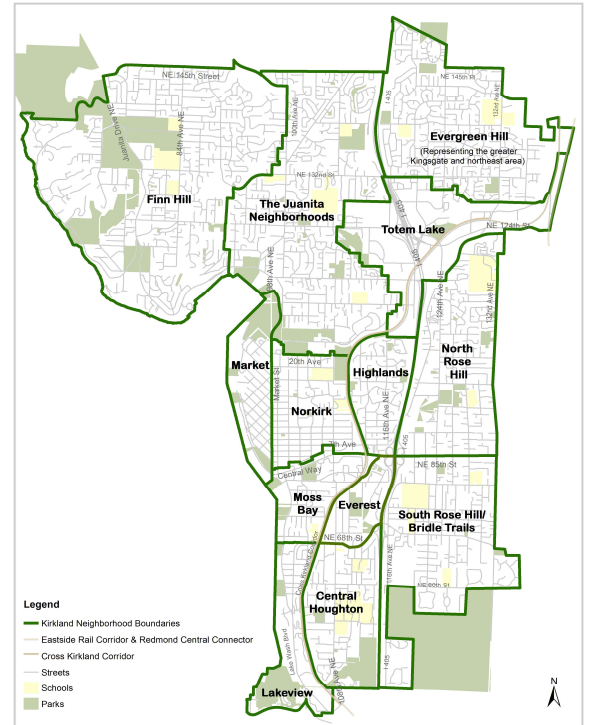 NE 145th Street
Juanita Drive NE
84th Ave NE
100th Ave NE
I 405
NE 145th Pl
132nd Ave NE
Evergreen Hill
(Representing the greater
Kingsgate and northeast area)
NE 132nd St
Finn Hill
The Juanita
Neighborhoods
I 405
Totem Lake
NE 124th St
I 405
98th Ave NE
124th Ave NE
132nd Ave NE
Market
Market St
20th Ave
Highlands
North
Rose
Hill
Norkirk
116th Ave NE
I 405
7th Ave
NE 85th St
Central Way
Moss
Bay
Everest
South Rose Hill/
Bridle Trails
NE 68th St
Cross Kirkland Corridor
116th Ave NE
NE 60th St
Central
Houghton
Lake Wash Blvd
108th Ave NE
I 405
Lakeview
Legend
Kirkland Neighborhood Boundaries
Eastside Rail Corridor & Redmond Central Connector
Cross Kirkland Corridor
Streets
Schools
Parks
N